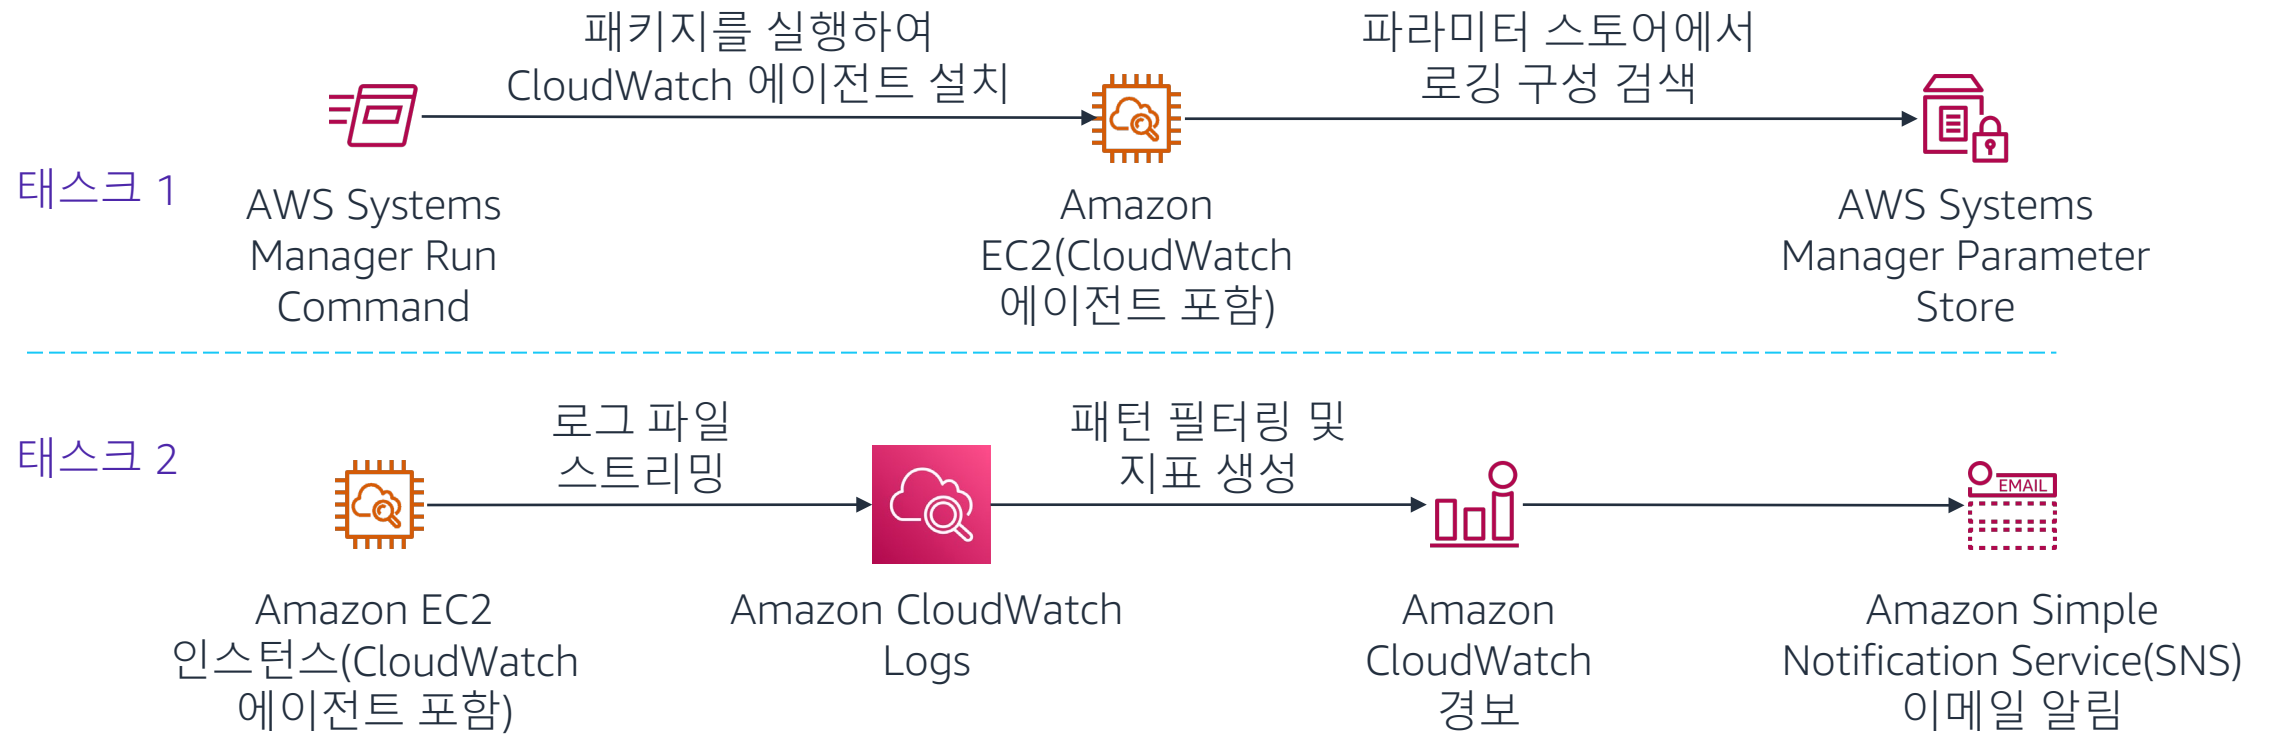 패키지를 실행하여
CloudWatch 에이전트 설치
파라미터 스토어에서
로깅 구성 검색
태스크 1
AWS Systems
Manager Run
Command
Amazon
EC2(CloudWatch
에이전트 포함)
AWS Systems
Manager Parameter
Store
태스크 2
로그 파일
스트리밍
패턴 필터링 및
지표 생성
EMAIL
Amazon EC2
인스턴스(CloudWatch
에이전트 포함)
Amazon CloudWatch
Logs
Amazon
CloudWatch
경보
Amazon Simple
Notification Service(SNS)
이메일 알림